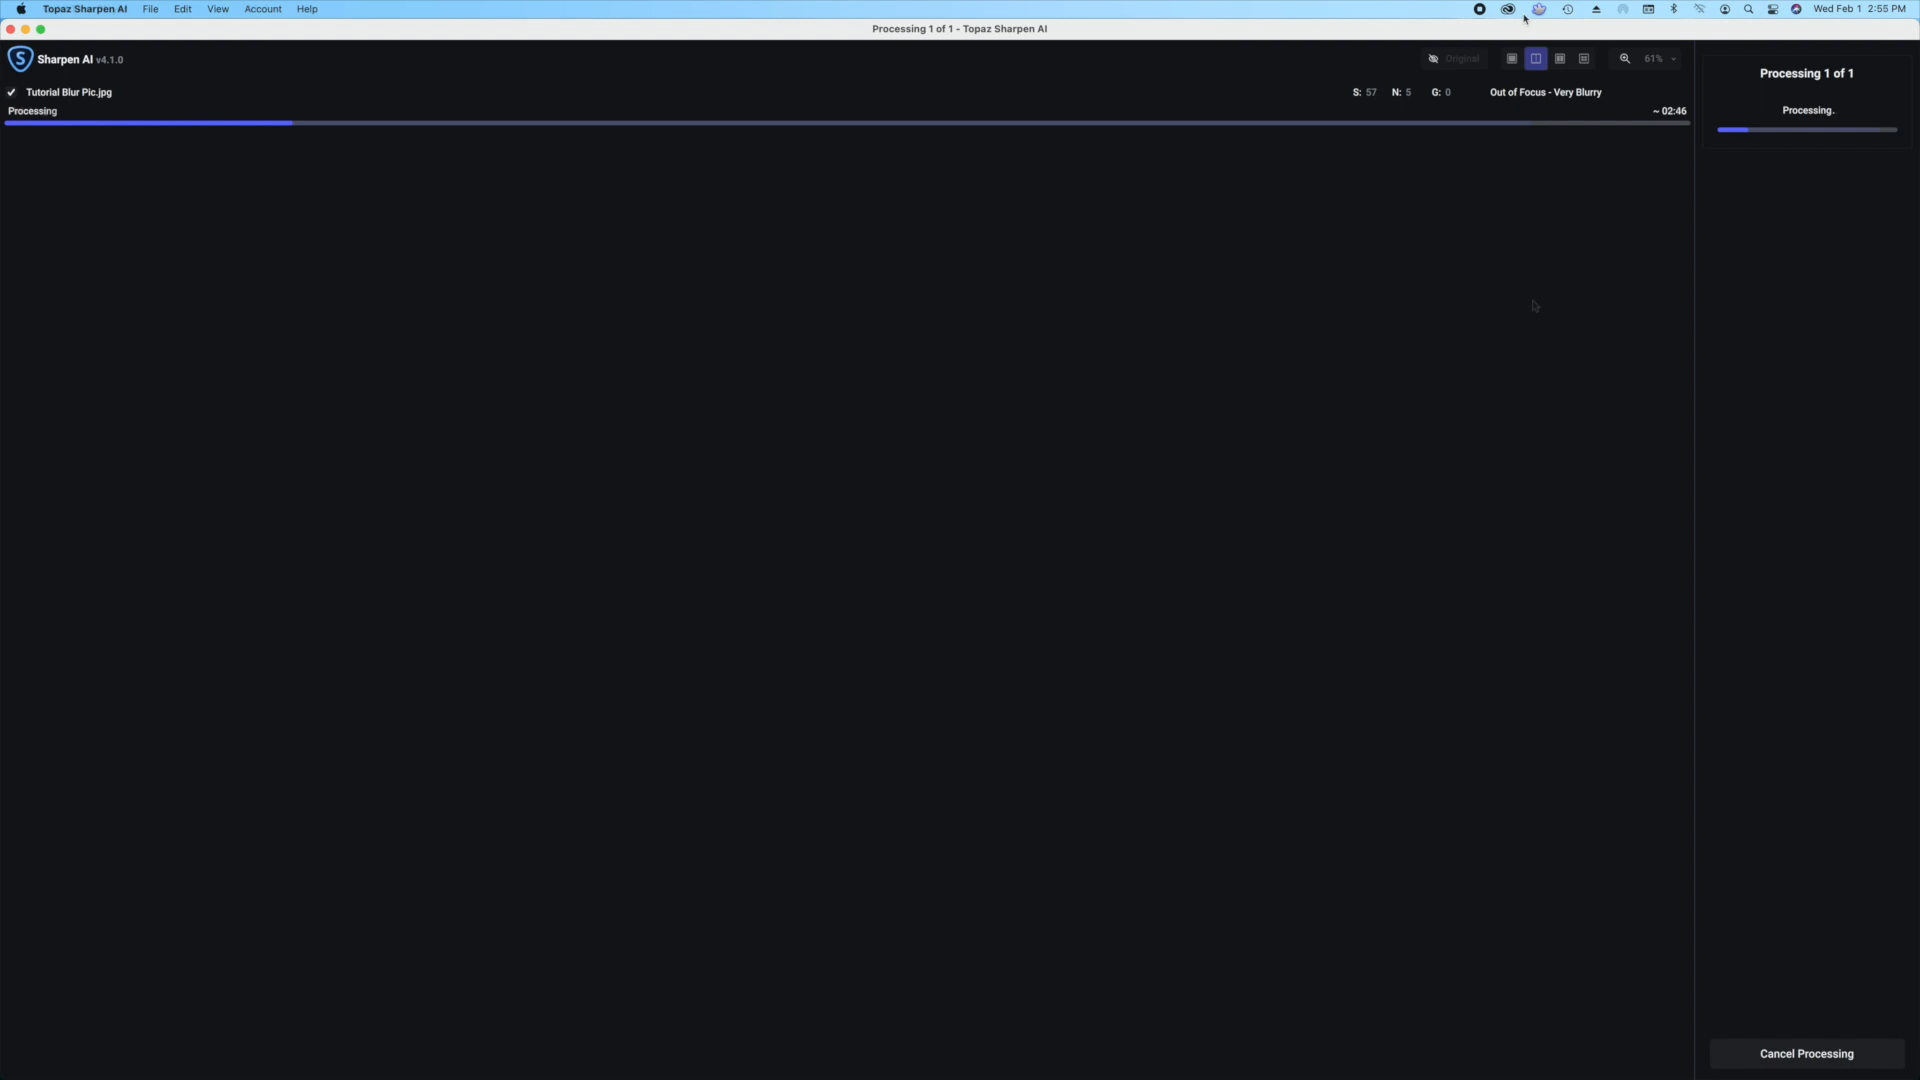 Topaz Sharpen AI File Edit View Account Help Wed Feb 1 2:55 PM
Processing 1 of 1 - Topaz Sharpen AI
Sharpen AI v4.1.0 Original 61%
Processing 1 of 1
Tutorial Blur Pic.jpg S: 57 N: 5 G: 0 Out of Focus - Very Blurry
Processing ~ 02:46
Processing.
Cancel Processing